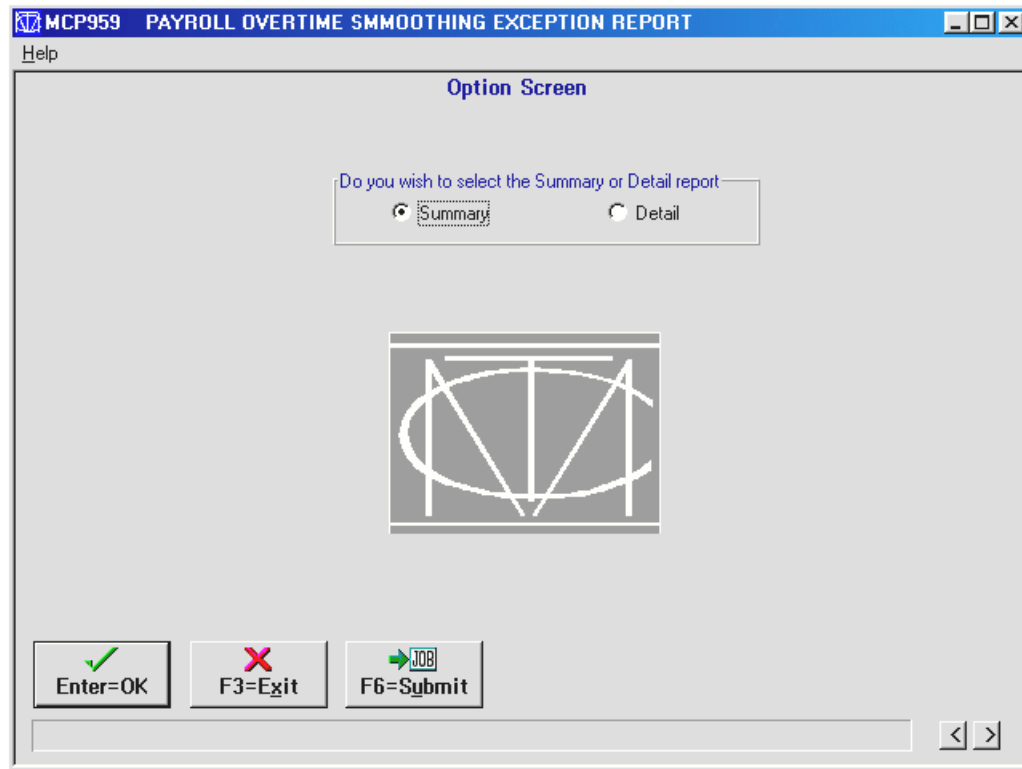 MCP959 PAYROLL OVERTIME SMMOOTHING EXCEPTION REPORT
Help
Option Screen
Do you wish to select the Summary or Detail report
Summary Detail
JOB
Enter=OK F3=Exit F6=Submit